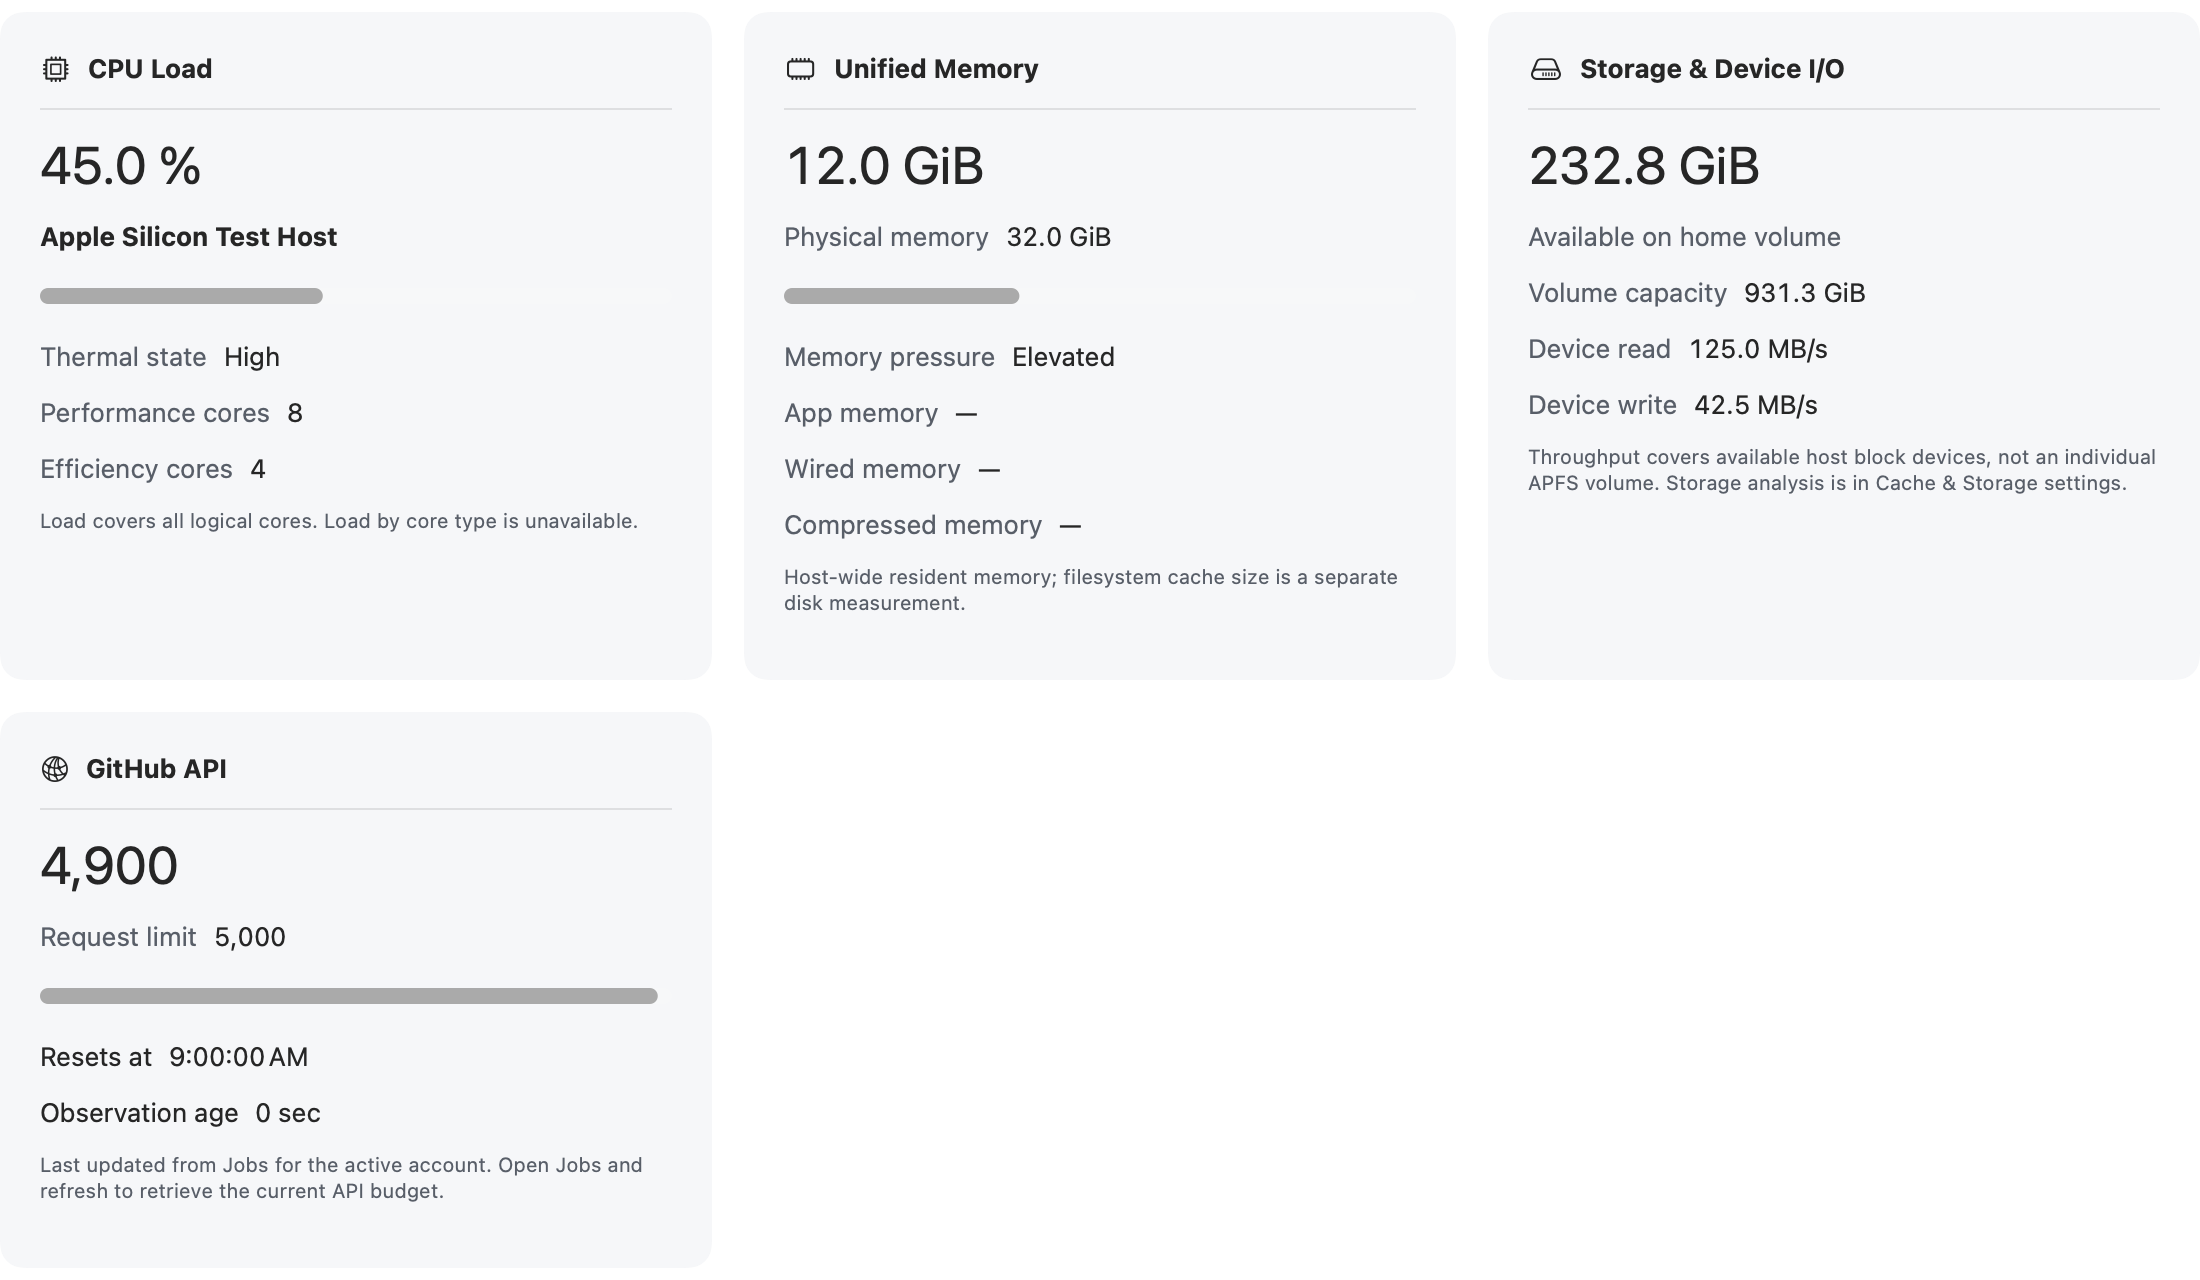 CPU Load
45.0 %
Apple Silicon Test Host
Thermal state High
Performance cores 8
Efficiency cores 4
Load covers all logical cores. Load by core type is unavailable.
Unified Memory
12.0 GiB
Physical memory 32.0 GiB
Memory pressure Elevated
App memory —
Wired memory —
Compressed memory —
Host-wide resident memory; filesystem cache size is a separate
disk measurement.
Storage & Device I/O
232.8 GiB
Available on home volume
Volume capacity 931.3 GiB
Device read 125.0 MB/s
Device write 42.5 MB/s
Throughput covers available host block devices, not an individual
APFS volume. Storage analysis is in Cache & Storage settings.
GitHub API
4,900
Request limit 5,000
Resets at 9:00:00 AM
Observation age 0 sec
Last updated from Jobs for the active account. Open Jobs and
refresh to retrieve the current API budget.